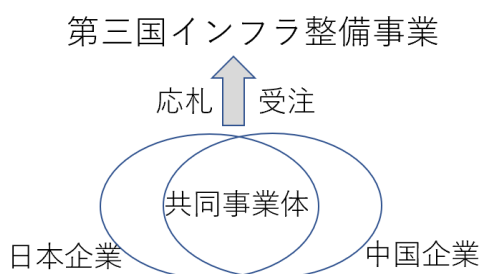 第三国インフラ整備事業
応札 受注
共同事業体
日本企業
中国企業